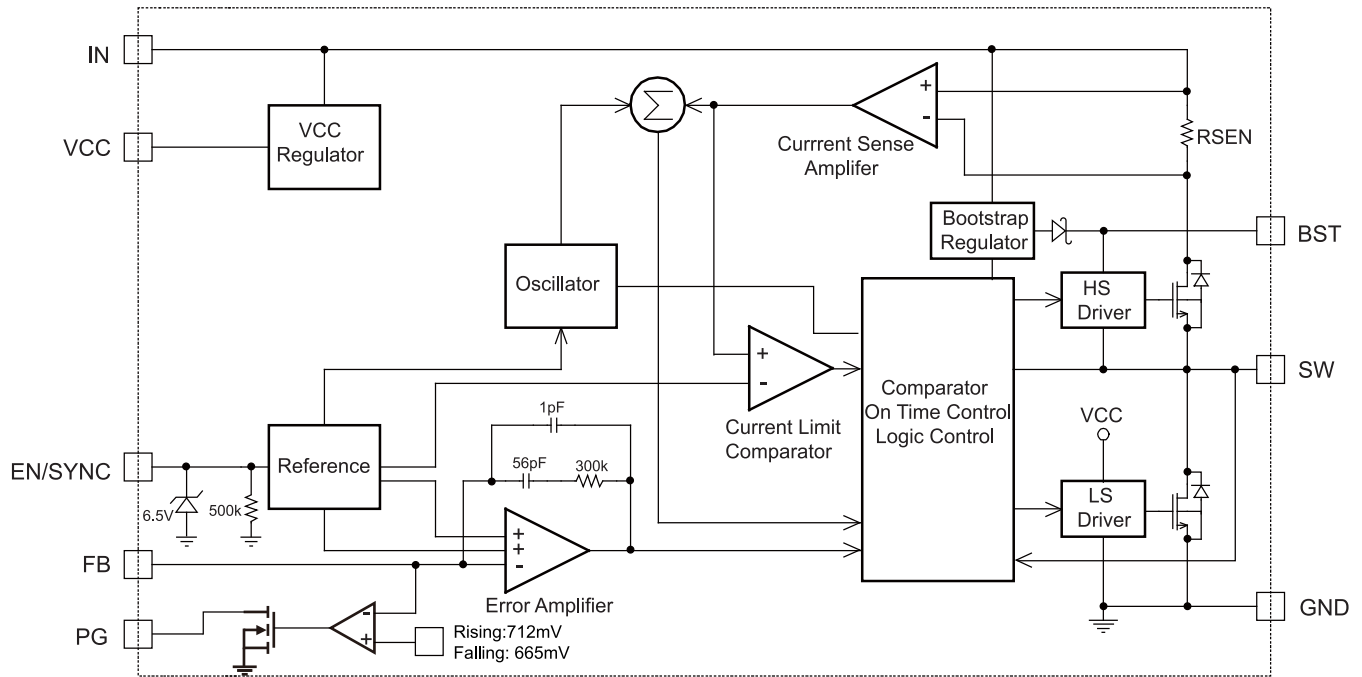 IN
VCC
VCC
Regulator
Σ
+
-
Currrent Sense
Amplifer
RSEN
Bootstrap
Regulator
BST
Oscillator
HS
Driver
+
-
Current Limit
Comparator
Comparator
On Time Control
Logic Control
SW
VCC
1pF
56pF
300k
EN/SYNC
Reference
6.5V
500k
LS
Driver
+
+
-
Error Amplifier
FB
GND
PG
-
+
Rising:712mV
Falling: 665mV